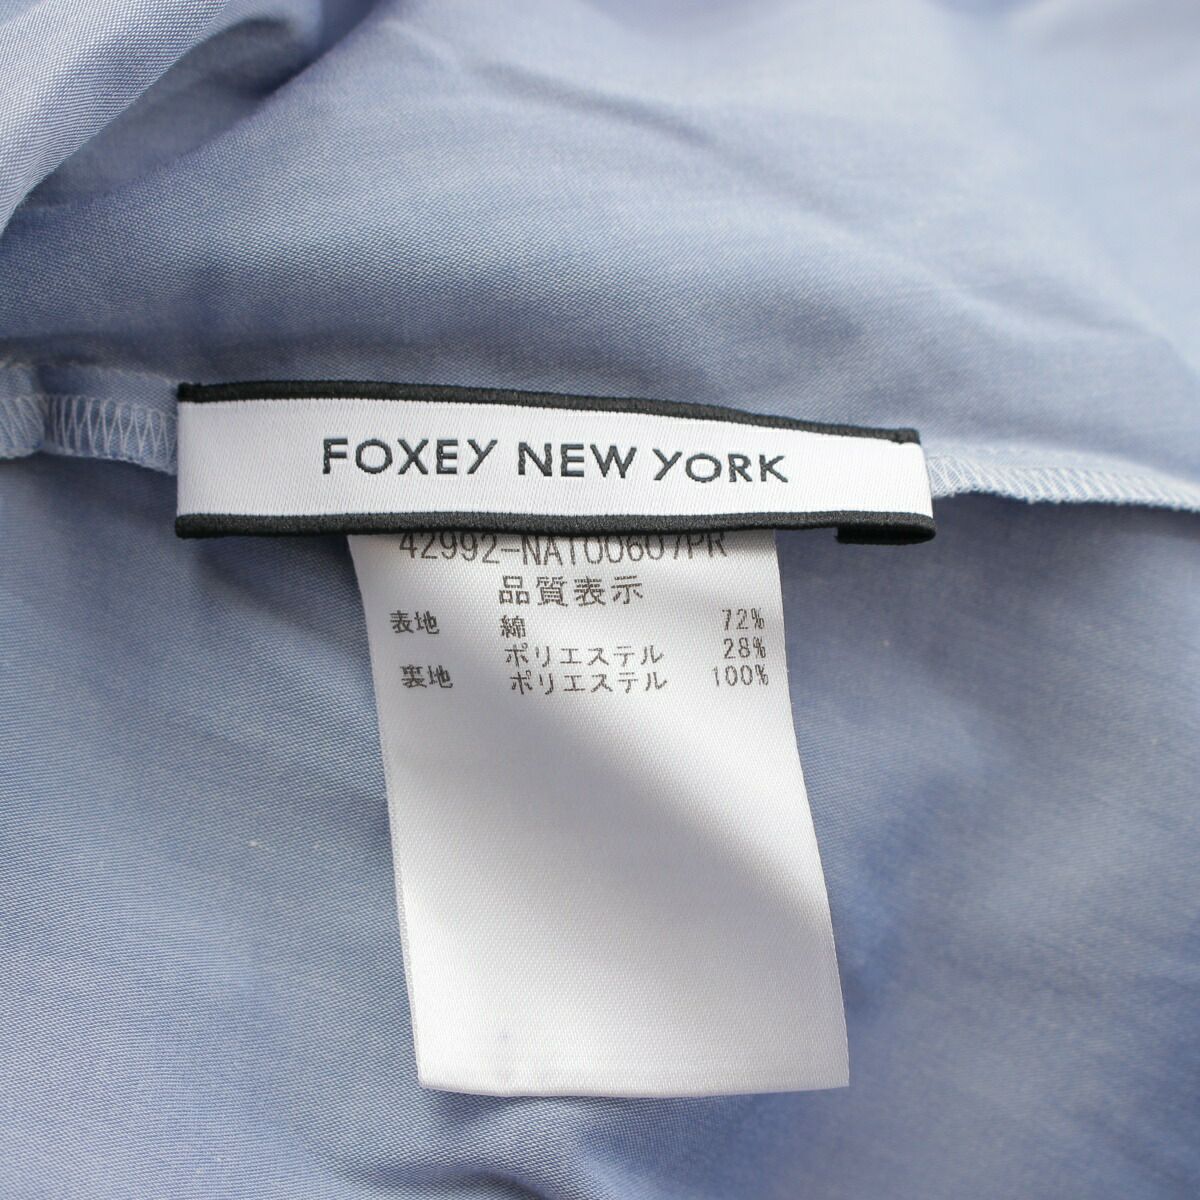 FOXEY NEW YORK
42992-NAT00607PR
品質表示
表地 綿 72%
ポリエステル 28%
裏地 ポリエステル 100%